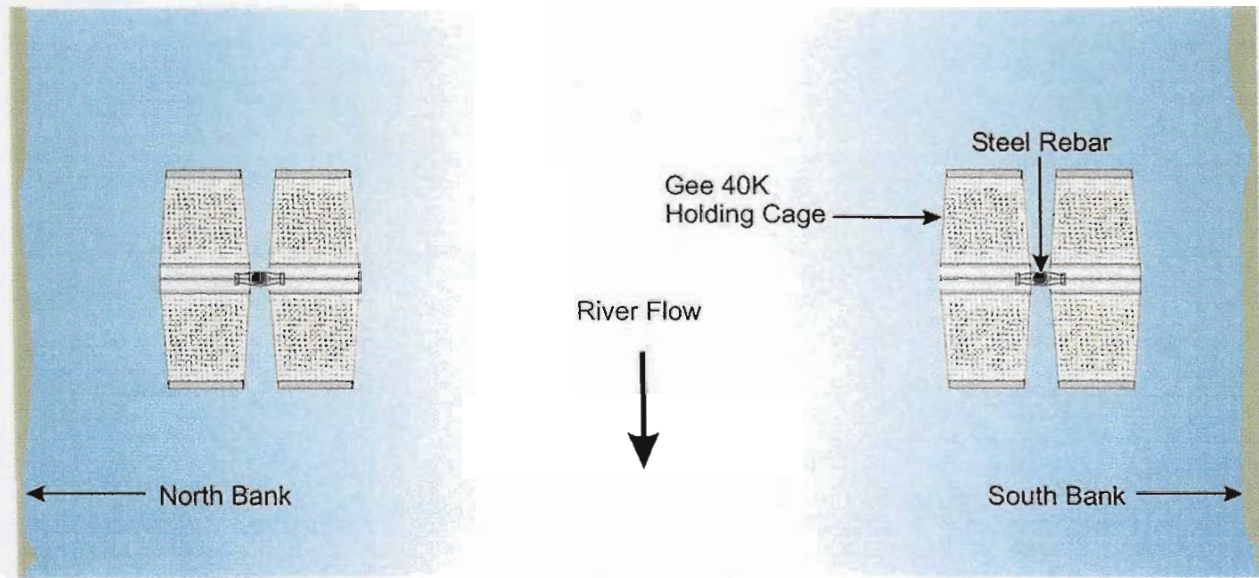 Steel Rebar
Gee 40K
Holding Cage
River Flow
North Bank
South Bank